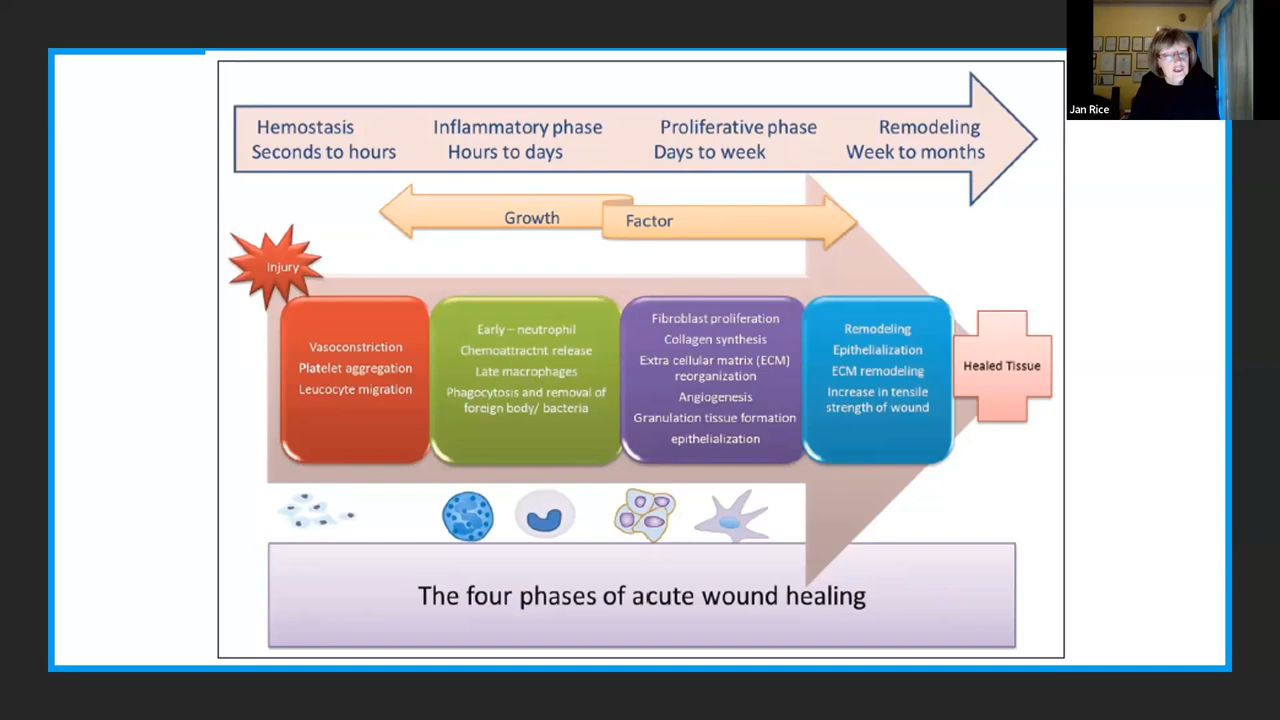 Jan Rice
Hemostasis
Seconds to hours
Inflammatory phase
Hours to days
Proliferative phase
Days to week
Remodeling
Week to months
Growth
Factor
Injury
Vasoconstriction
Platelet aggregation
Leucocyte migration
Early – neutrophil
Chemoattractnt release
Late macrophages
Phagocytosis and removal of
foreign body/ bacteria
Fibroblast proliferation
Collagen synthesis
Extra cellular matrix (ECM)
reorganization
Angiogenesis
Granulation tissue formation
epithelialization
Remodeling
Epithelialization
ECM remodeling
Increase in tensile
strength of wound
Healed Tissue
The four phases of acute wound healing